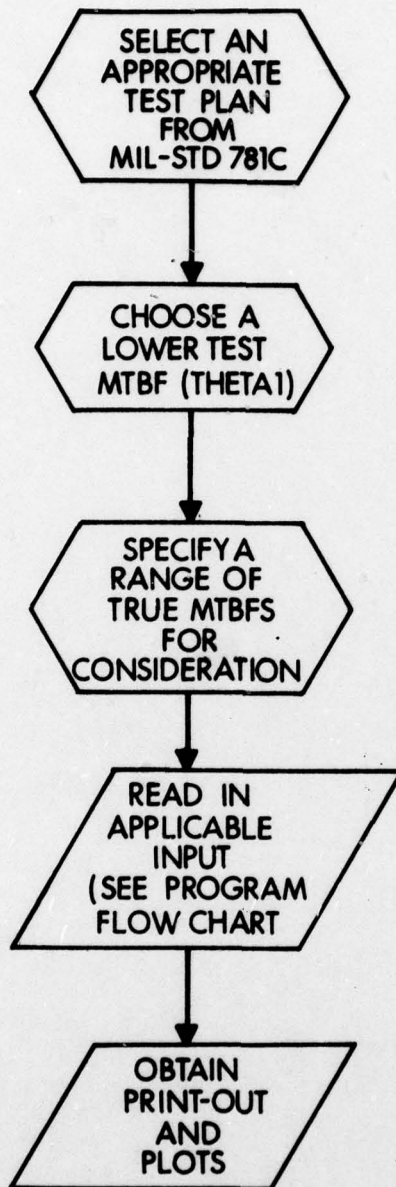 SELECT AN
APPROPRIATE
TEST PLAN
FROM
MIL-STD 781C
CHOOSE A
LOWER TEST
MTBF (THETA1)
SPECIFY A
RANGE OF
TRUE MTBFS
FOR
CONSIDERATION
READ IN
APPLICABLE
INPUT
(SEE PROGRAM
FLOW CHART
OBTAIN
PRINT-OUT
AND
PLOTS